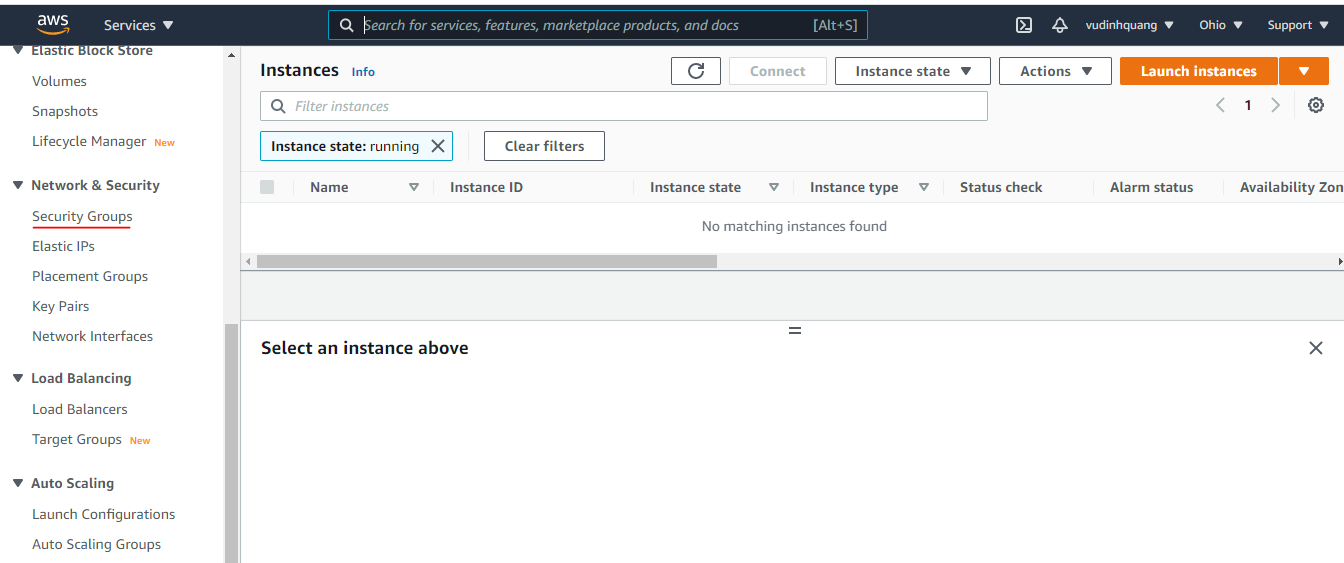 aws Services Search for services, features, marketplace products, and docs [Alt+S] vudinhquang Ohio Support
Elastic Block Store
Volumes
Snapshots
Lifecycle Manager New
Network & Security
Security Groups
Elastic IPs
Placement Groups
Key Pairs
Network Interfaces
Load Balancing
Load Balancers
Target Groups New
Auto Scaling
Launch Configurations
Auto Scaling Groups
Instances Info Connect Instance state Actions Launch instances
Filter instances 1
Instance state: running Clear filters
Name Instance ID Instance state Instance type Status check Alarm status Availability Zon
No matching instances found
Select an instance above